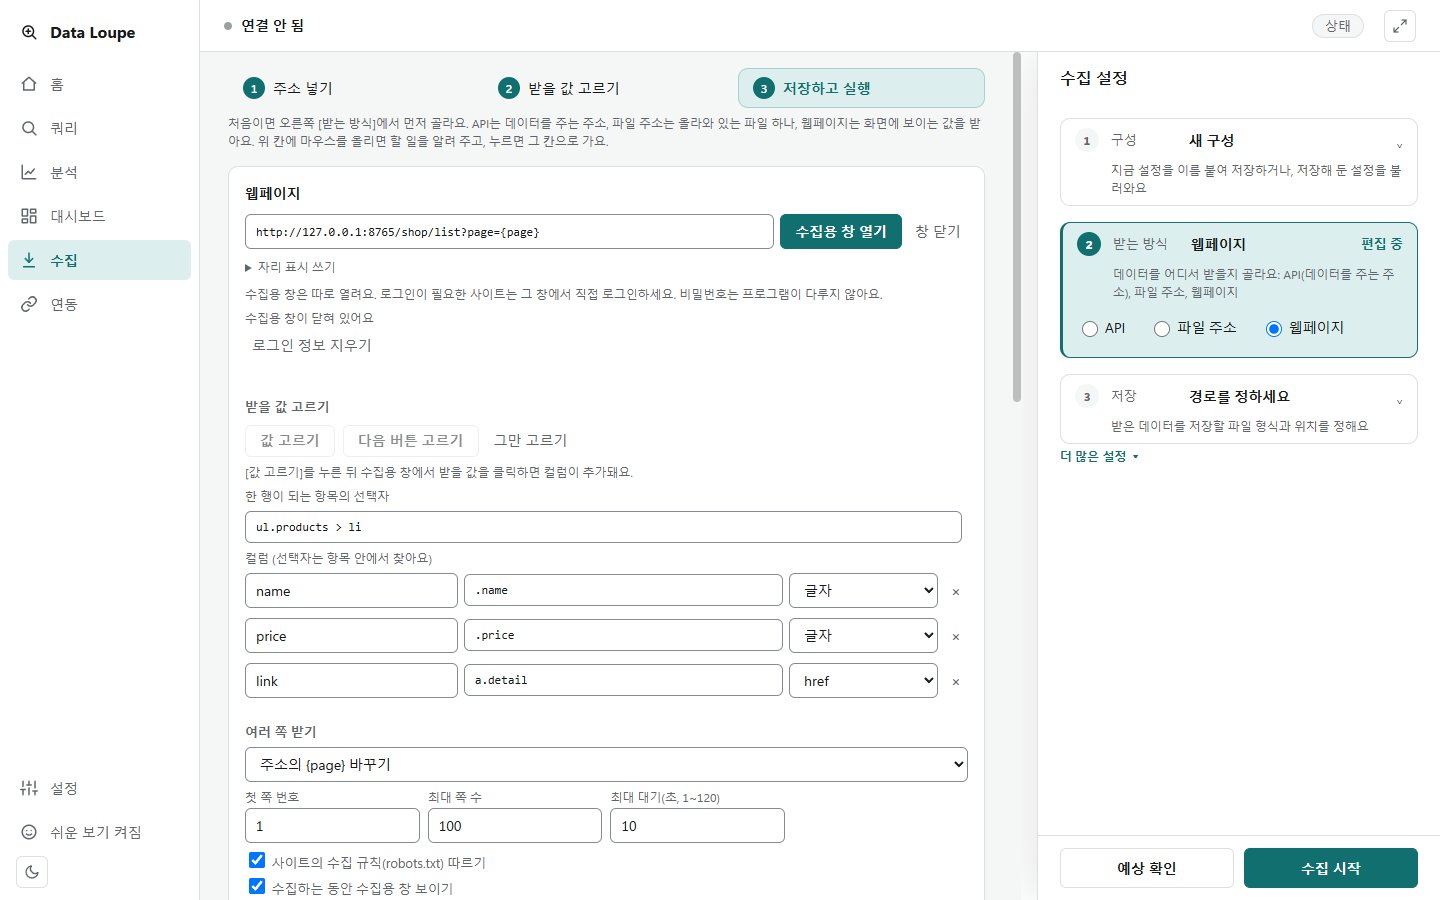 Data Loupe
홈
쿼리
분석
대시보드
수집
연동
설정
쉬운 보기 켜짐
연결 안 됨
상태
1 주소 넣기
2 받을 값 고르기
3 저장하고 실행
처음이면 오른쪽 [받는 방식]에서 먼저 골라요. API는 데이터를 주는 주소, 파일 주소는 올라와 있는 파일 하나, 웹페이지는 화면에 보이는 값을 받
아요. 위 칸에 마우스를 올리면 할 일을 알려 주고, 누르면 그 칸으로 가요.
웹페이지
http://127.0.0.1:8765/shop/list?page={page}
수집용 창 열기
창 닫기
▶ 자리 표시 쓰기
수집용 창은 따로 열려요. 로그인이 필요한 사이트는 그 창에서 직접 로그인하세요. 비밀번호는 프로그램이 다루지 않아요.
수집용 창이 닫혀 있어요
로그인 정보 지우기
받을 값 고르기
값 고르기
다음 버튼 고르기
그만 고르기
[값 고르기]를 누른 뒤 수집용 창에서 받을 값을 클릭하면 컬럼이 추가돼요.
한 행이 되는 항목의 선택자
ul.products > li
컬럼 (선택자는 항목 안에서 찾아요)
name .name 글자 ×
price .price 글자 ×
link a.detail href ×
여러 쪽 받기
주소의 {page} 바꾸기
첫 쪽 번호 최대 쪽 수 최대 대기(초, 1~120)
1 100 10
사이트의 수집 규칙(robots.txt) 따르기
수집하는 동안 수집용 창 보이기
수집 설정
1 구성 새 구성
지금 설정을 이름 붙여 저장하거나, 저장해 둔 설정을 불
러와요
2 받는 방식 웹페이지 편집 중
데이터를 어디서 받을지 골라요: API(데이터를 주는 주
소), 파일 주소, 웹페이지
API 파일 주소 웹페이지
3 저장 경로를 정하세요
받은 데이터를 저장할 파일 형식과 위치를 정해요
더 많은 설정
예상 확인
수집 시작